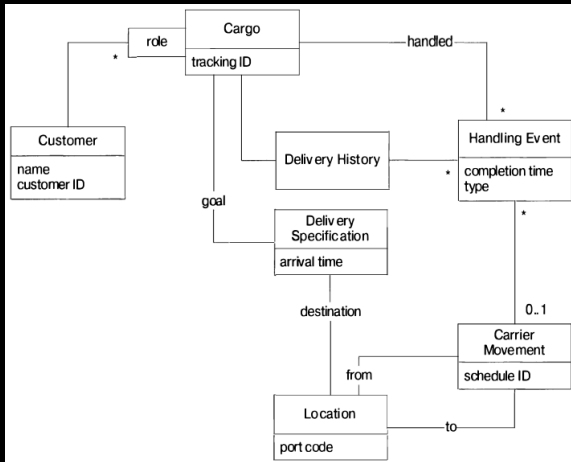 role
Cargo
handled
*
tracking ID
*
Customer
Handling Event
name
customer ID
Delivery History
*
completion time
type
goal
Delivery
Specification
*
arrival time
destination
0..1
Carrier
Movement
from
schedule ID
Location
to
port code